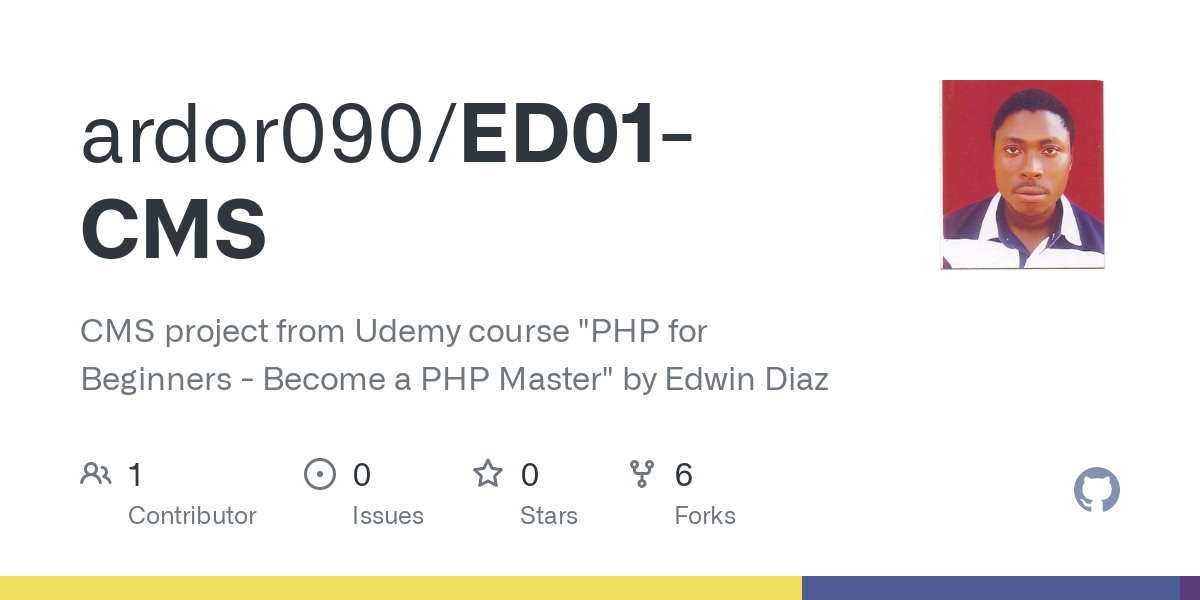 ardor090/ED01-
CMS
CMS project from Udemy course "PHP for
Beginners - Become a PHP Master" by Edwin Diaz
1 0 0 6
Contributor Issues Stars Forks